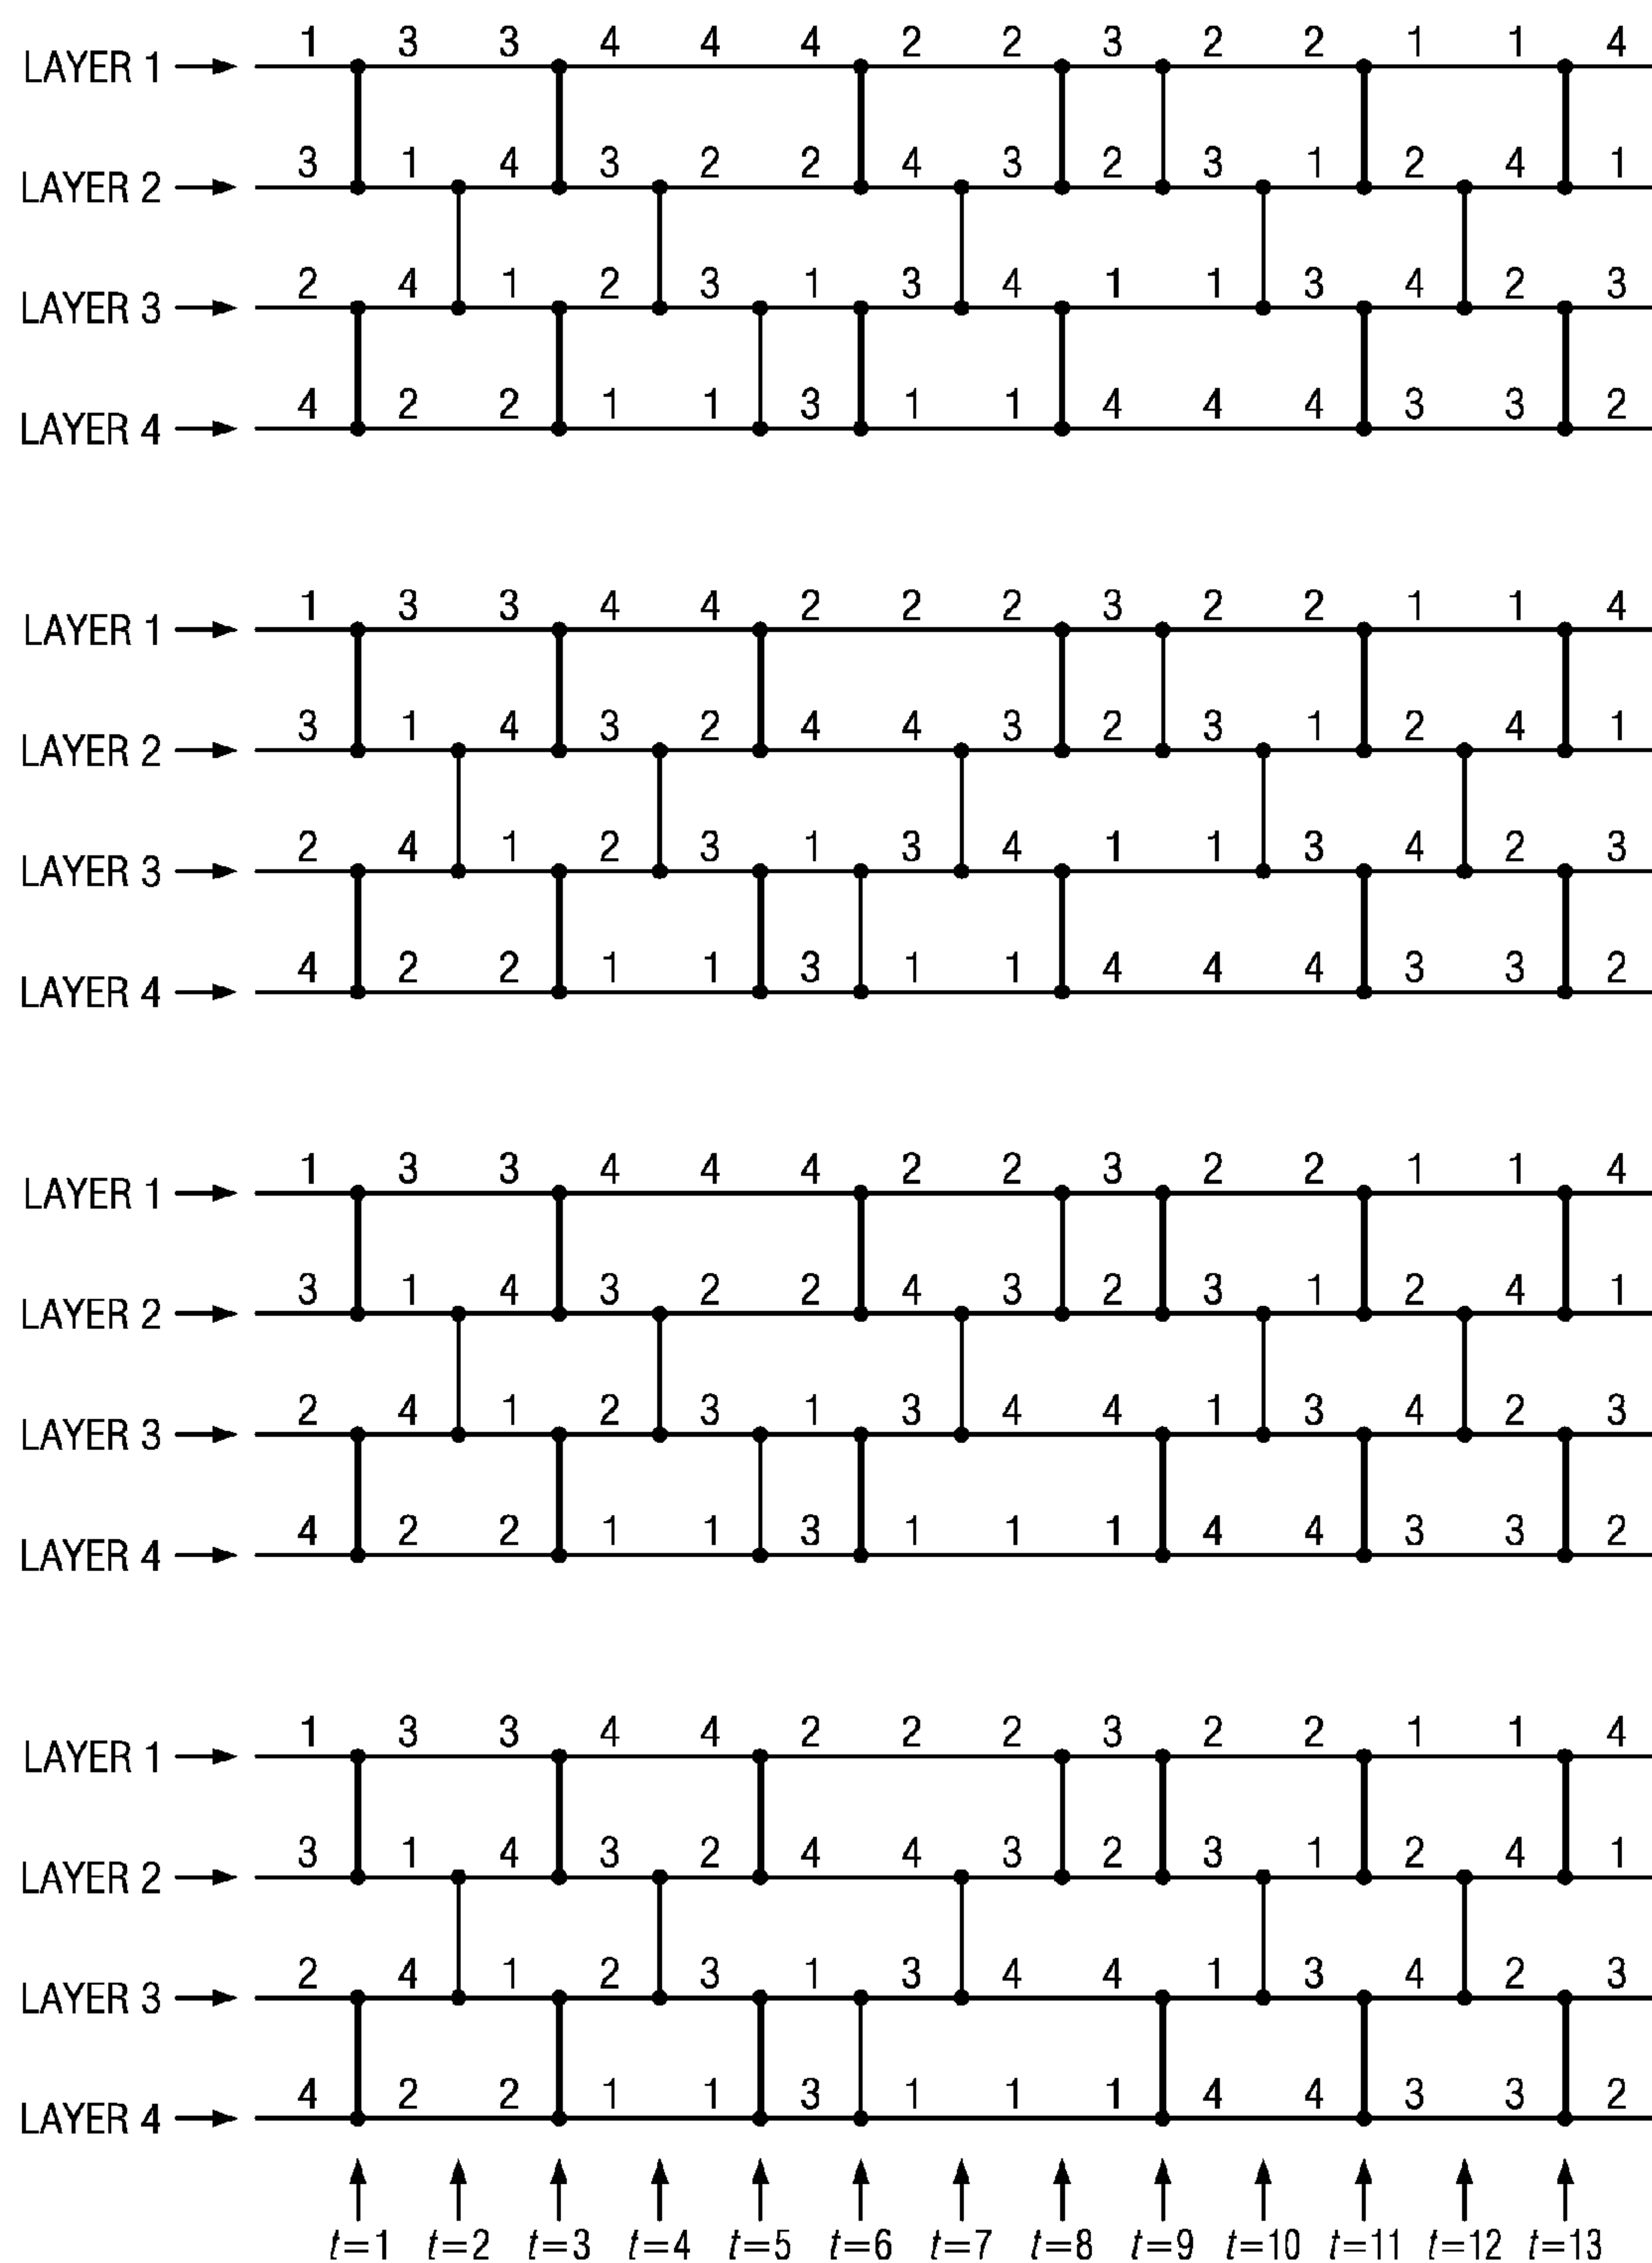 LAYER 1 1 3 3 4 4 4 2 2 3 2 2 1 1 4
LAYER 2 3 1 4 3 2 2 4 3 2 3 1 2 4 1
LAYER 3 2 4 1 2 3 1 3 4 1 1 3 4 2 3
LAYER 4 4 2 2 1 1 3 1 1 4 4 4 3 3 2
LAYER 1 1 3 3 4 4 2 2 2 3 2 2 1 1 4
LAYER 2 3 1 4 3 2 4 4 3 2 3 1 2 4 1
LAYER 3 2 4 1 2 3 1 3 4 1 1 3 4 2 3
LAYER 4 4 2 2 1 1 3 1 1 4 4 4 3 3 2
LAYER 1 1 3 3 4 4 4 2 2 3 2 2 1 1 4
LAYER 2 3 1 4 3 2 2 4 3 2 3 1 2 4 1
LAYER 3 2 4 1 2 3 1 3 4 4 1 3 4 2 3
LAYER 4 4 2 2 1 1 3 1 1 1 4 4 3 3 2
LAYER 1 1 3 3 4 4 2 2 2 3 2 2 1 1 4
LAYER 2 3 1 4 3 2 4 4 3 2 3 1 2 4 1
LAYER 3 2 4 1 2 3 1 3 4 4 1 3 4 2 3
LAYER 4 4 2 2 1 1 3 1 1 1 4 4 3 3 2
t=1 t=2 t=3 t=4 t=5 t=6 t=7 t=8 t=9 t=10 t=11 t=12 t=13